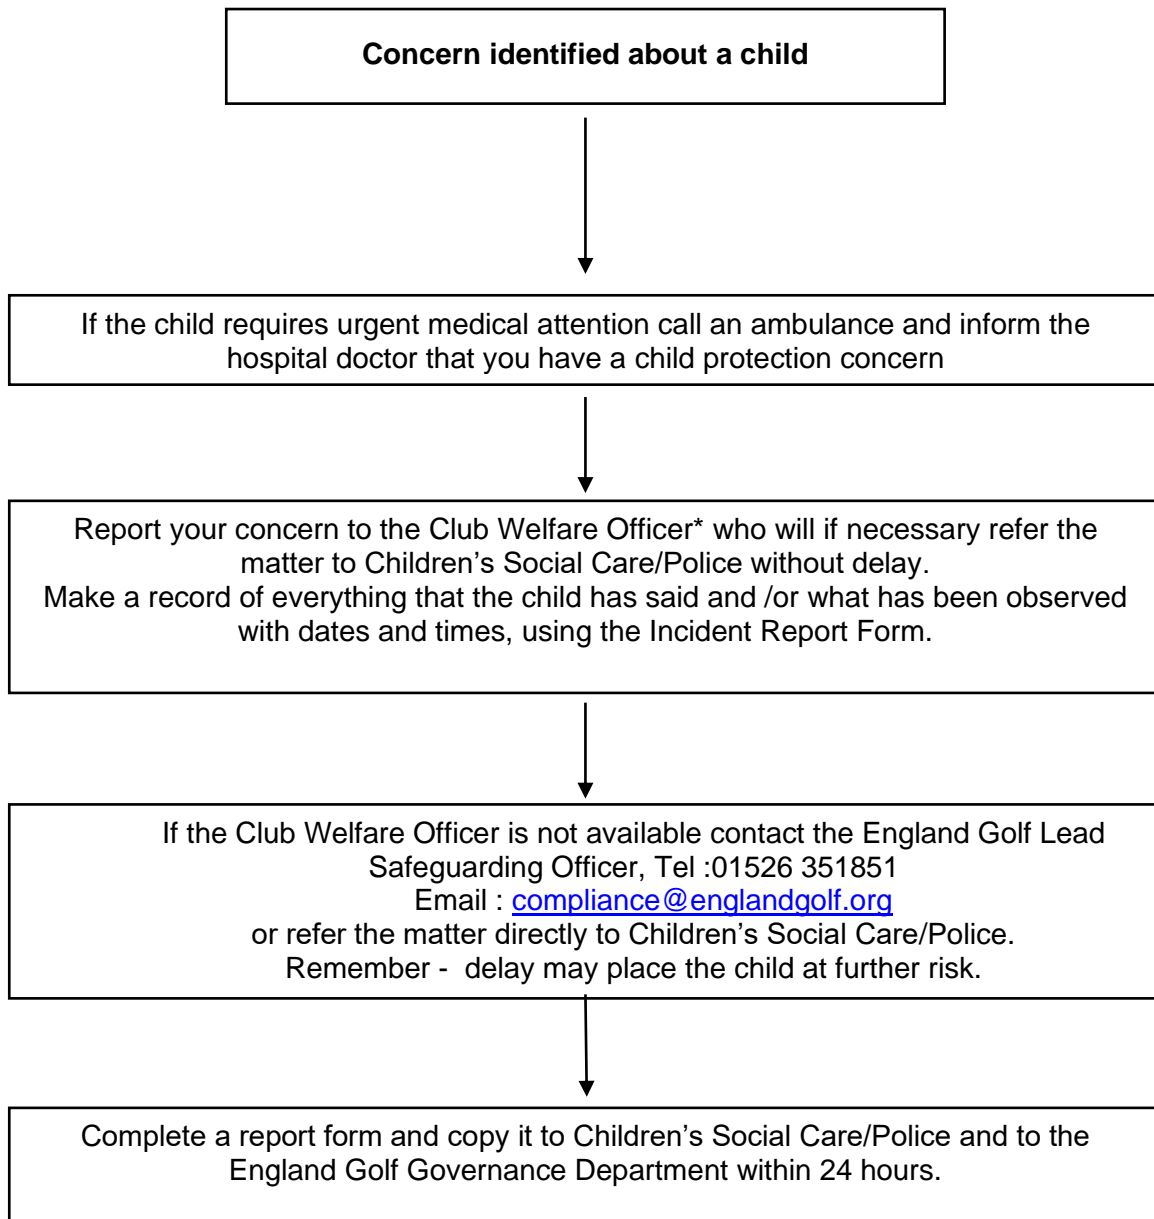 Concern identified about a child
If the child requires urgent medical attention call an ambulance and inform the
hospital doctor that you have a child protection concern
Report your concern to the Club Welfare Officer* who will if necessary refer the
matter to Children’s Social Care/Police without delay.
Make a record of everything that the child has said and /or what has been observed
with dates and times, using the Incident Report Form.
If the Club Welfare Officer is not available contact the England Golf Lead
Safeguarding Officer, Tel :01526 351851
Email : compliance@englandgolf.org
or refer the matter directly to Children’s Social Care/Police.
Remember - delay may place the child at further risk.
Complete a report form and copy it to Children’s Social Care/Police and to the
England Golf Governance Department within 24 hours.